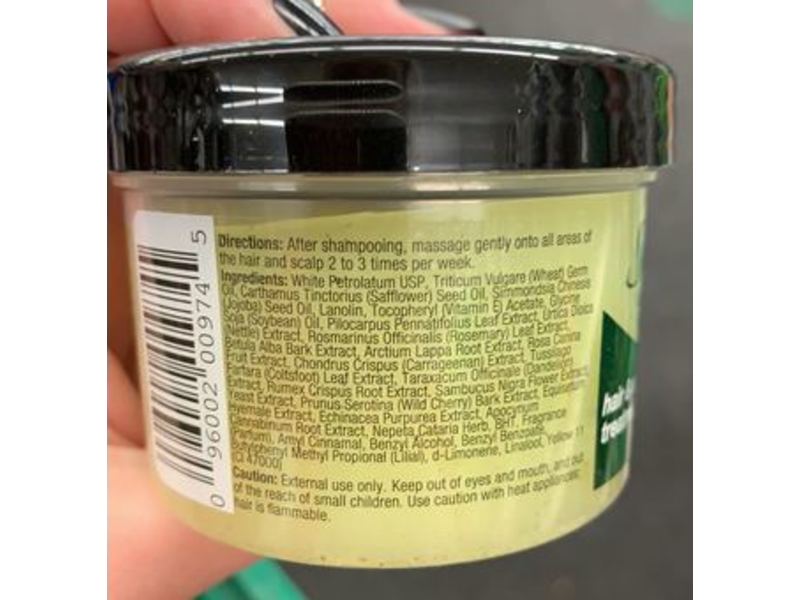 Directions: After shampooing, massage gently onto all areas of
the hair and scalp 2 to 3 times per week.
Ingredients: White Petrolatum USP, Triticum Vulgare (Wheat) Germ
Oil, Carthamus Tinctorius (Safflower) Seed Oil, Simmondsia Chinesis
(Jojoba) Seed Oil, Lanolin, Tocopheryl (Vitamin E) Acetate, Glycine
Soja (Soybean) Oil, Pilocarpus Pennatifolius Leaf Extract, Urtica Dioica
(Nettle) Extract, Rosmarinus Officinalis (Rosemary) Leaf Extract,
Betula Alba Bark Extract, Arctium Lappa Root Extract, Rosa Canina
Fruit Extract, Chondrus Crispus (Carrageenan) Extract, Tussilago
Farfara (Coltsfoot) Leaf Extract, Taraxacum Officinale (Dandelion)
Extract, Rumex Crispus Root Extract, Sambucus Nigra Flower Extract,
Yeast Extract, Prunus Serotina (Wild Cherry) Bark Extract, Equisetum
Hyemale Extract, Echinacea Purpurea Extract, Apocynum
Cannabinum Root Extract, Nepeta Cataria Herb, BHT, Fragrance
(Parfum), Amyl Cinnamal, Benzyl Alcohol, Benzyl Benzoate,
Butylphenyl Methyl Propional (Lilial), d-Limonene, Linalool, Yellow 11
(CI 47000)
Caution: External use only. Keep out of eyes and mouth, and out
of the reach of small children. Use caution with heat appliances,
hair is flammable.
0 96002 00974 5
hair